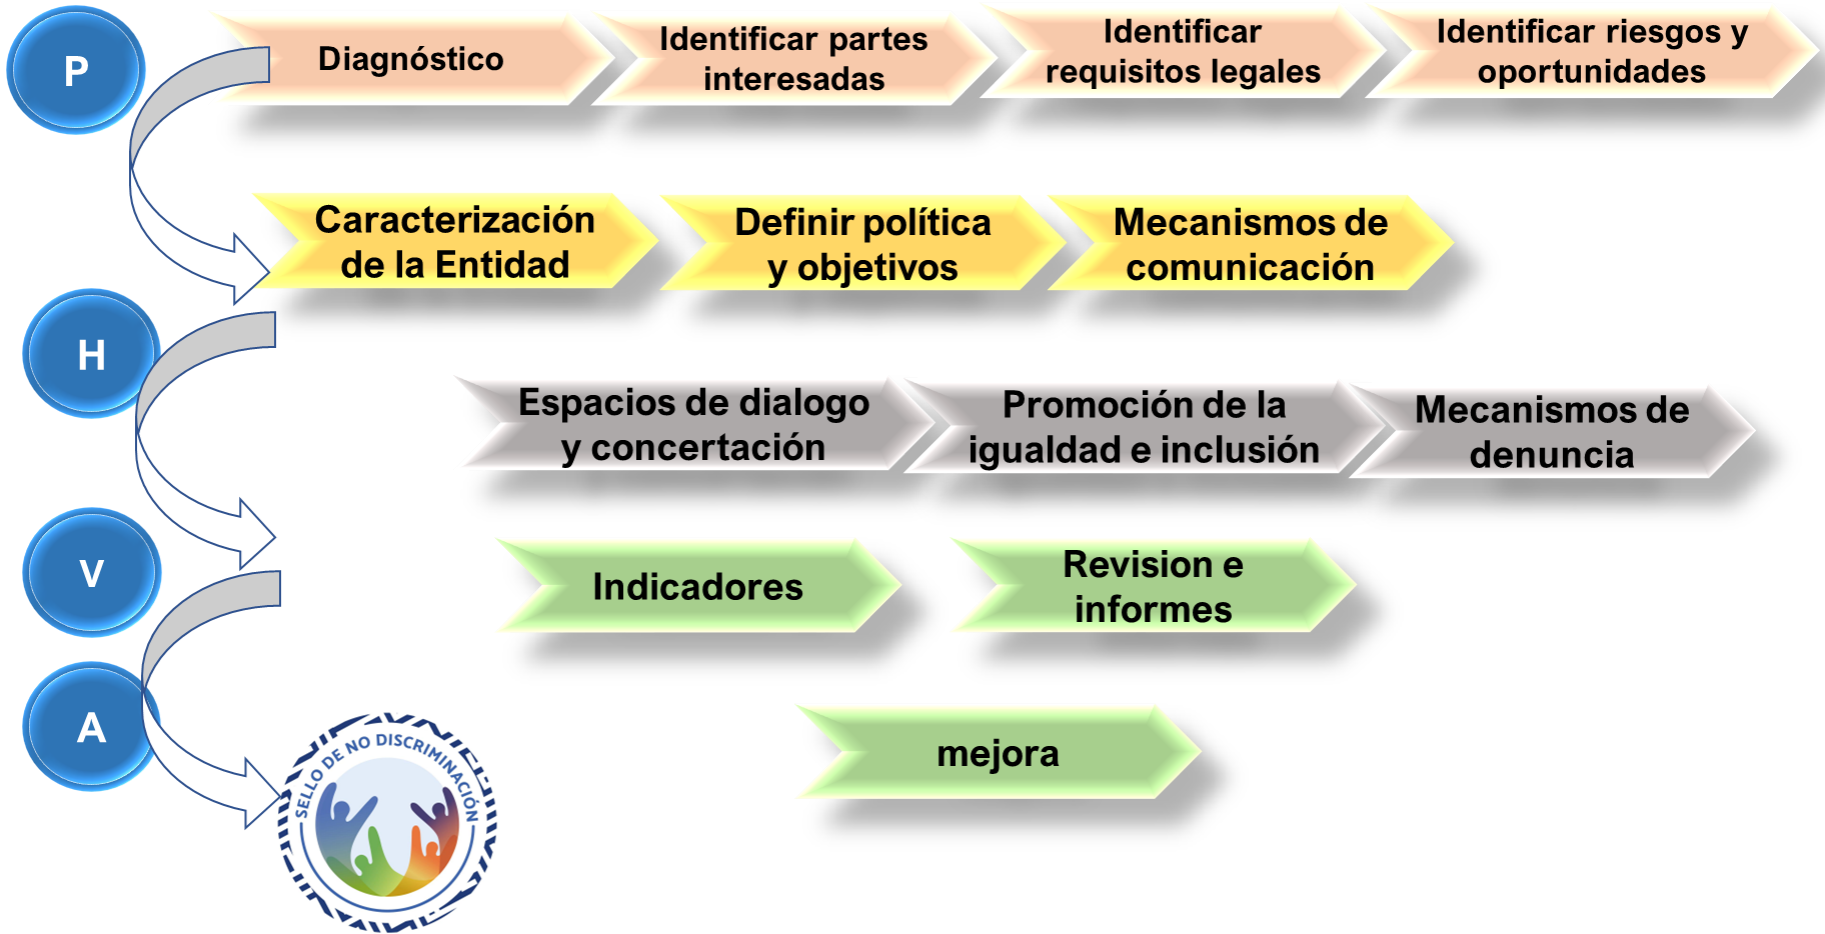 P
Diagnóstico
Identificar partes
interesadas
Identificar
requisitos legales
Identificar riesgos y
oportunidades
Caracterización
de la Entidad
Definir política
y objetivos
Mecanismos de
comunicación
H
Espacios de dialogo
y concertación
Promoción de la
igualdad e inclusión
Mecanismos de
denuncia
V
Indicadores
Revision e
informes
A
mejora
SELLO DE NO DISCRIMINACIÓN